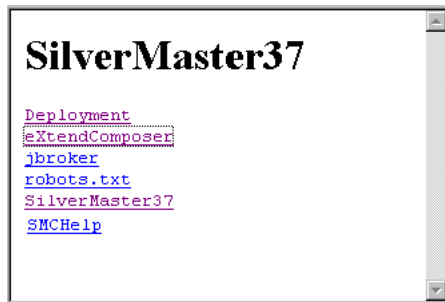 SilverMaster37
Deployment
eXtendComposer
jbroker
robots.txt
SilverMaster37
SMCHelp